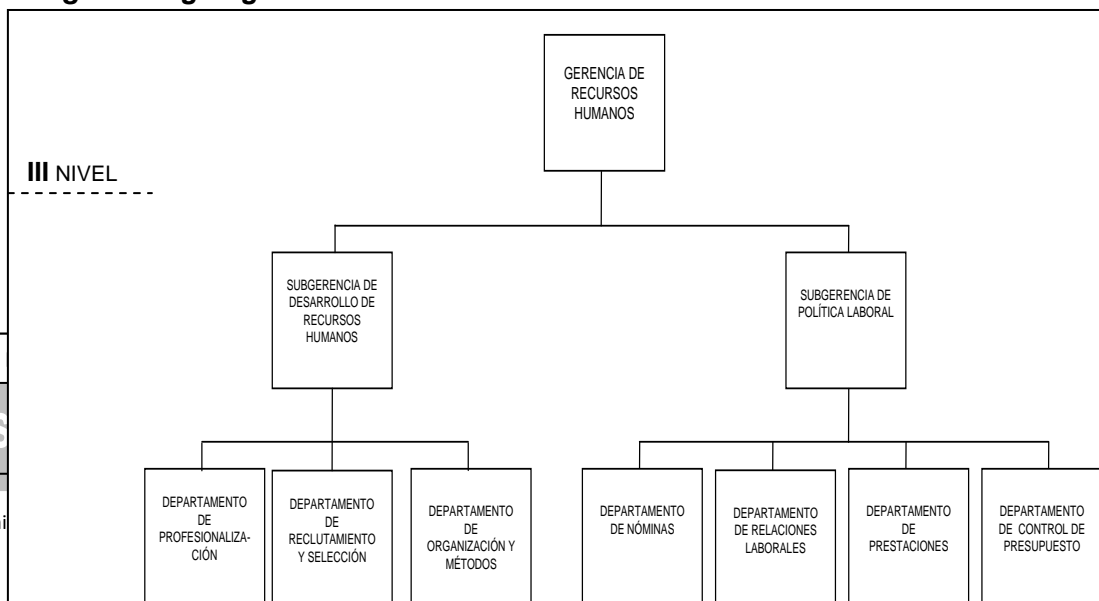 GERENCIA DE
RECURSOS
HUMANOS
III NIVEL
SUBGERENCIA DE
DESARROLLO DE
RECURSOS
HUMANOS
SUBGERENCIA DE
POLÍTICA LABORAL
DEPARTAMENTO
DE
PROFESIONALIZA-
CIÓN
DEPARTAMENTO
DE
RECLUTAMIENTO
Y SELECCIÓN
DEPARTAMENTO
DE
ORGANIZACIÓN Y
MÉTODOS
DEPARTAMENTO
DE NÓMINAS
DEPARTAMENTO
DE RELACIONES
LABORALES
DEPARTAMENTO
DE
PRESTACIONES
DEPARTAMENTO
DE CONTROL DE
PRESUPUESTO